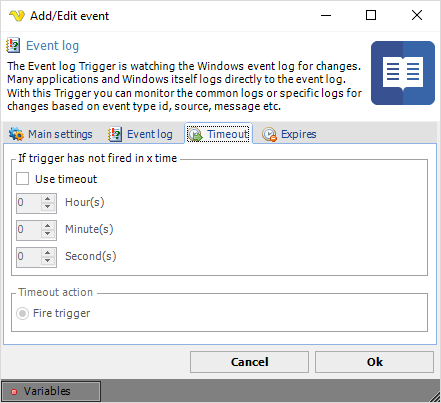 Add/Edit event
Event log
The Event log Trigger is watching the Windows event log for changes.
Many applications and Windows itself logs directly to the event log.
With this Trigger you can monitor the common logs or specific logs for
changes based on event type id, source, message etc.
Main settings Event log Timeout Expires
If trigger has not fired in x time
Use timeout
0 Hour(s)
0 Minute(s)
0 Second(s)
Timeout action
Fire trigger
Cancel Ok
Variables